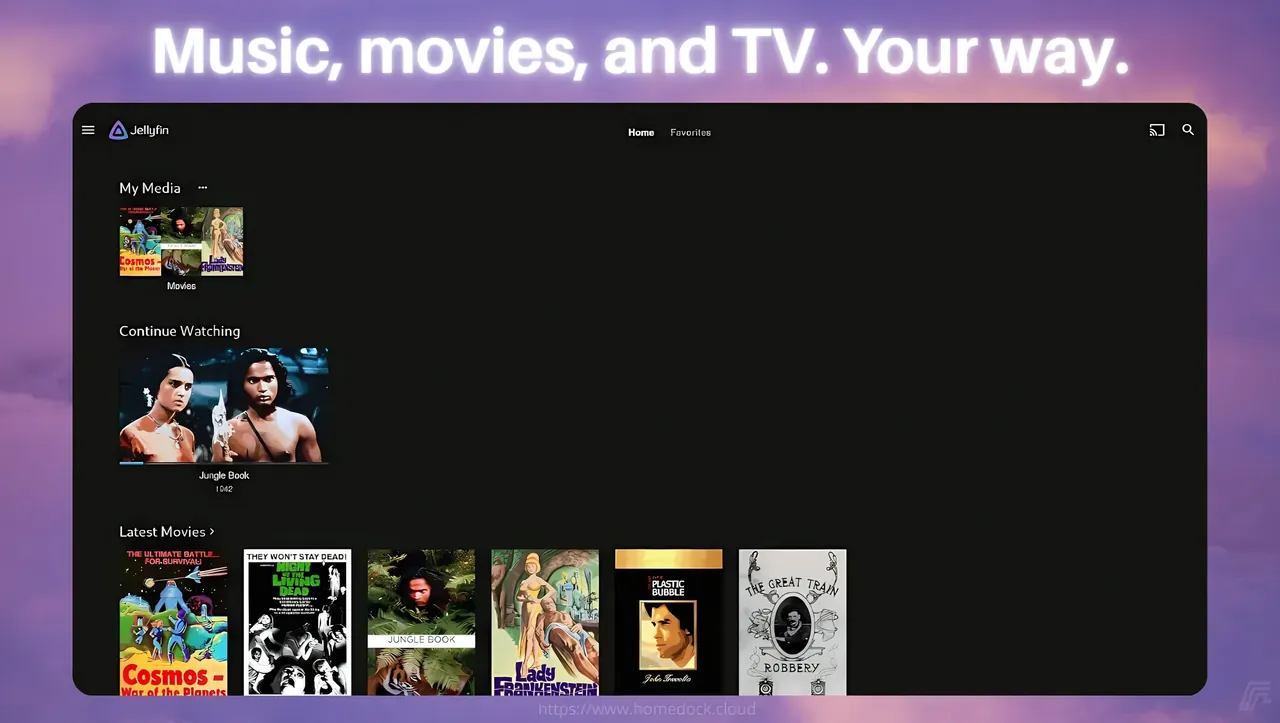 Music, movies, and TV. Your way.
Jellyfin
Home
Favorites
My Media
COSMOS -
War of the Planets
Lady
FRANKENSTEIN
Movies
Continue Watching
Jungle Book
1942
Latest Movies
THE ULTIMATE BATTLE...
FOR SURVIVAL!
Cosmos -
War of the Planets
THEY WON'T STAY DEAD!
NIGHT
OF THE
LIVING
DEAD
JUNGLE BOOK
Lady
FRANKENSTEIN
PLASTIC
BUBBLE
John Travolta
THE GREAT TRAIN
ROBBERY
https://www.homedock.cloud